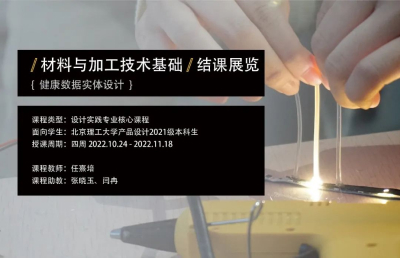 /材料与加工技术基础/结课展览
{ 健康数据实体设计 }
课程类型：设计实践专业核心课程
面向学生：北京理工大学产品设计2021级本科生
授课周期：四周 2022.10.24 - 2022.11.18
课程教师：任熹培
课程助教：张晓玉、闫冉